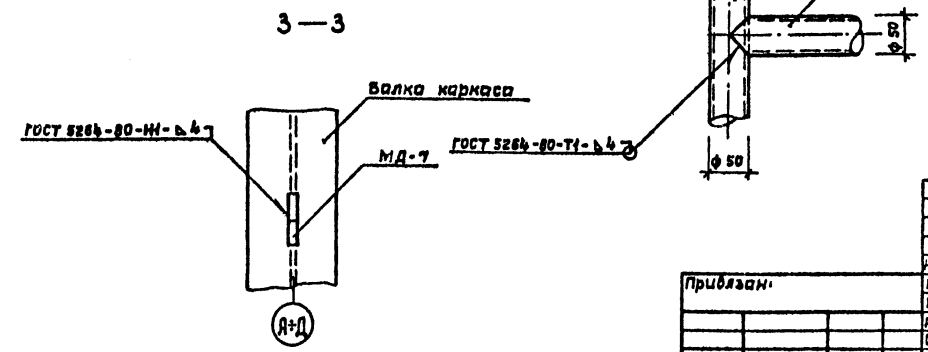 3 — 3
Балка каркаса
ГОСТ 5264-80-Н1-⊿4
МД-7
ГОСТ 5264-80-Т1-⊿4
ϕ 50
ϕ 50
А÷Д
Привязан: